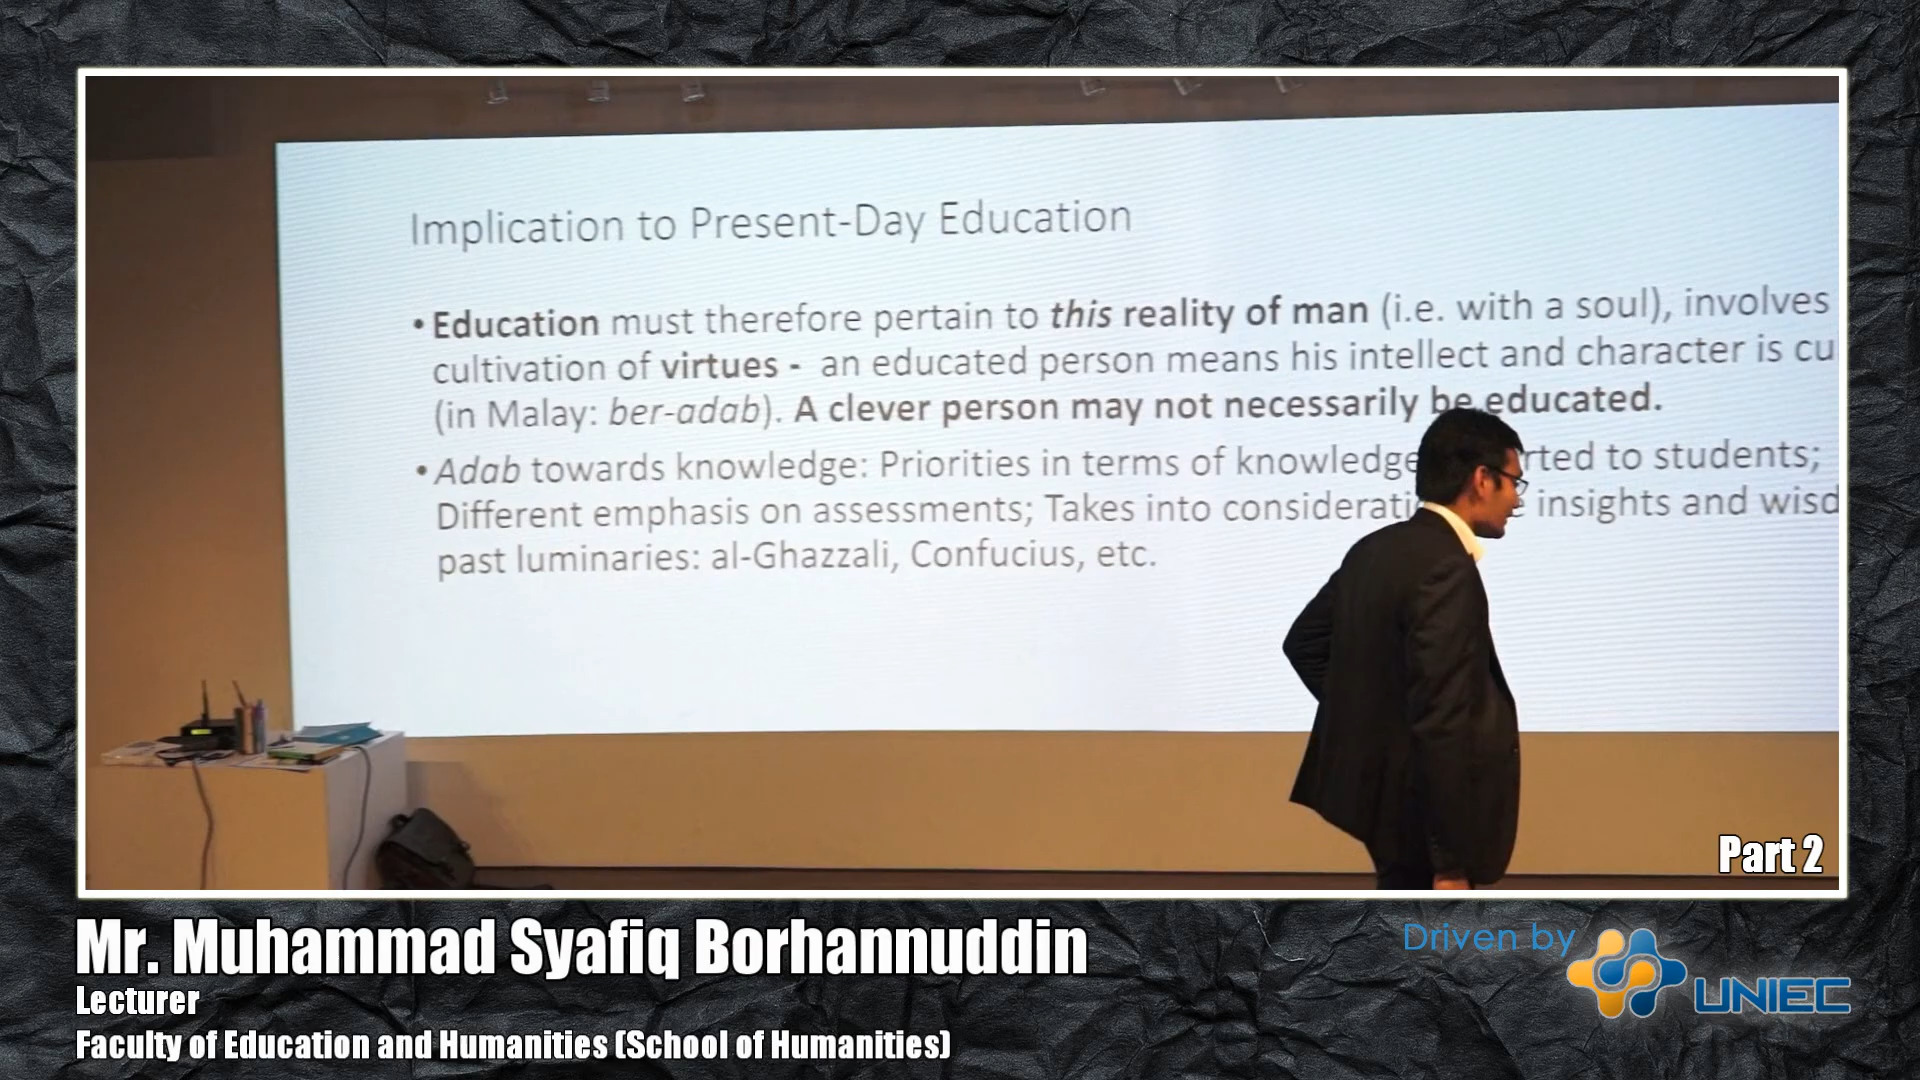 Implication to Present-Day Education
• Education must therefore pertain to this reality of man (i.e. with a soul), involves
cultivation of virtues - an educated person means his intellect and character is cu
(in Malay: ber-adab). A clever person may not necessarily be educated.
• Adab towards knowledge: Priorities in terms of knowledge rted to students;
Different emphasis on assessments; Takes into considerati insights and wisd
past luminaries: al-Ghazzali, Confucius, etc.
Part 2
Mr. Muhammad Syafiq Borhannuddin
Lecturer
Faculty of Education and Humanities (School of Humanities)
Driven by
UNIEC